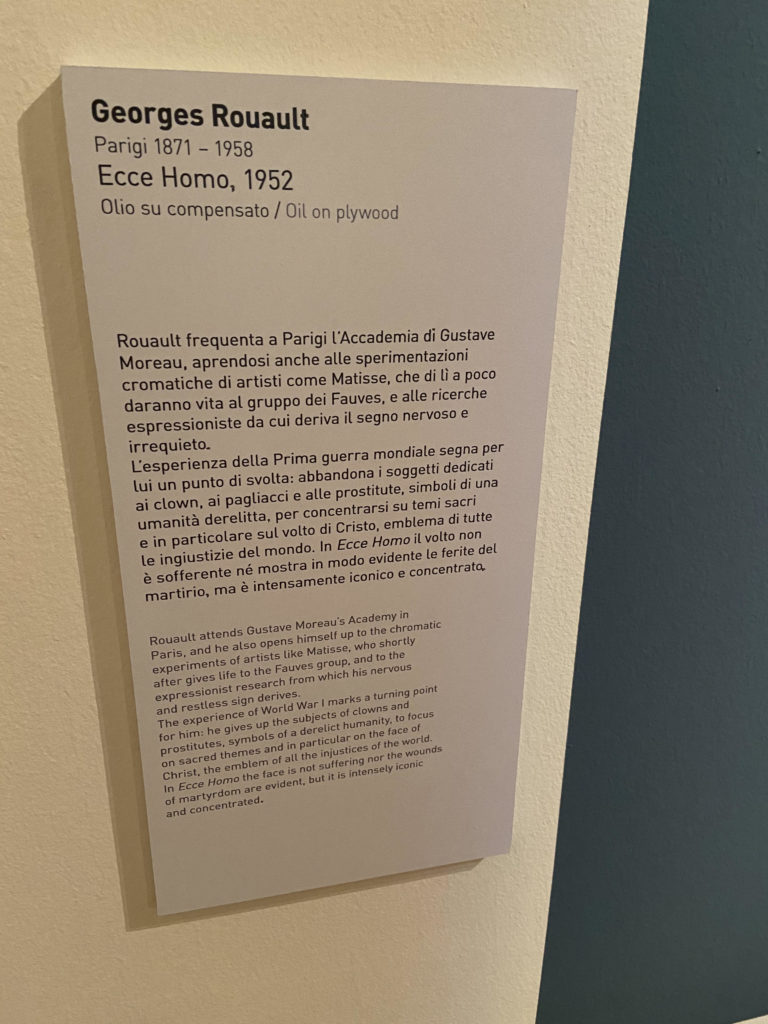 Georges Rouault
Parigi 1871 – 1958
Ecce Homo, 1952
Olio su compensato / Oil on plywood
Rouault frequenta a Parigi l'Accademia di Gustave
Moreau, aprendosi anche alle sperimentazioni
cromatiche di artisti come Matisse, che di lì a poco
daranno vita al gruppo dei Fauves, e alle ricerche
espressioniste da cui deriva il segno nervoso e
irrequieto.
L'esperienza della Prima guerra mondiale segna per
lui un punto di svolta: abbandona i soggetti dedicati
ai clown, ai pagliacci e alle prostitute, simboli di una
umanità derelitta, per concentrarsi su temi sacri
e in particolare sul volto di Cristo, emblema di tutte
le ingiustizie del mondo. In Ecce Homo il volto non
è sofferente né mostra in modo evidente le ferite del
martirio, ma è intensamente iconico e concentrato.
Rouault attends Gustave Moreau's Academy in
Paris, and he also opens himself up to the chromatic
experiments of artists like Matisse, who shortly
after gives life to the Fauves group, and to the
expressionist research from which his nervous
and restless sign derives.
The experience of World War I marks a turning point
for him: he gives up the subjects of clowns and
prostitutes, symbols of a derelict humanity, to focus
on sacred themes and in particular on the face of
Christ, the emblem of all the injustices of the world.
In Ecce Homo the face is not suffering nor the wounds
of martyrdom are evident, but it is intensely iconic
and concentrated.